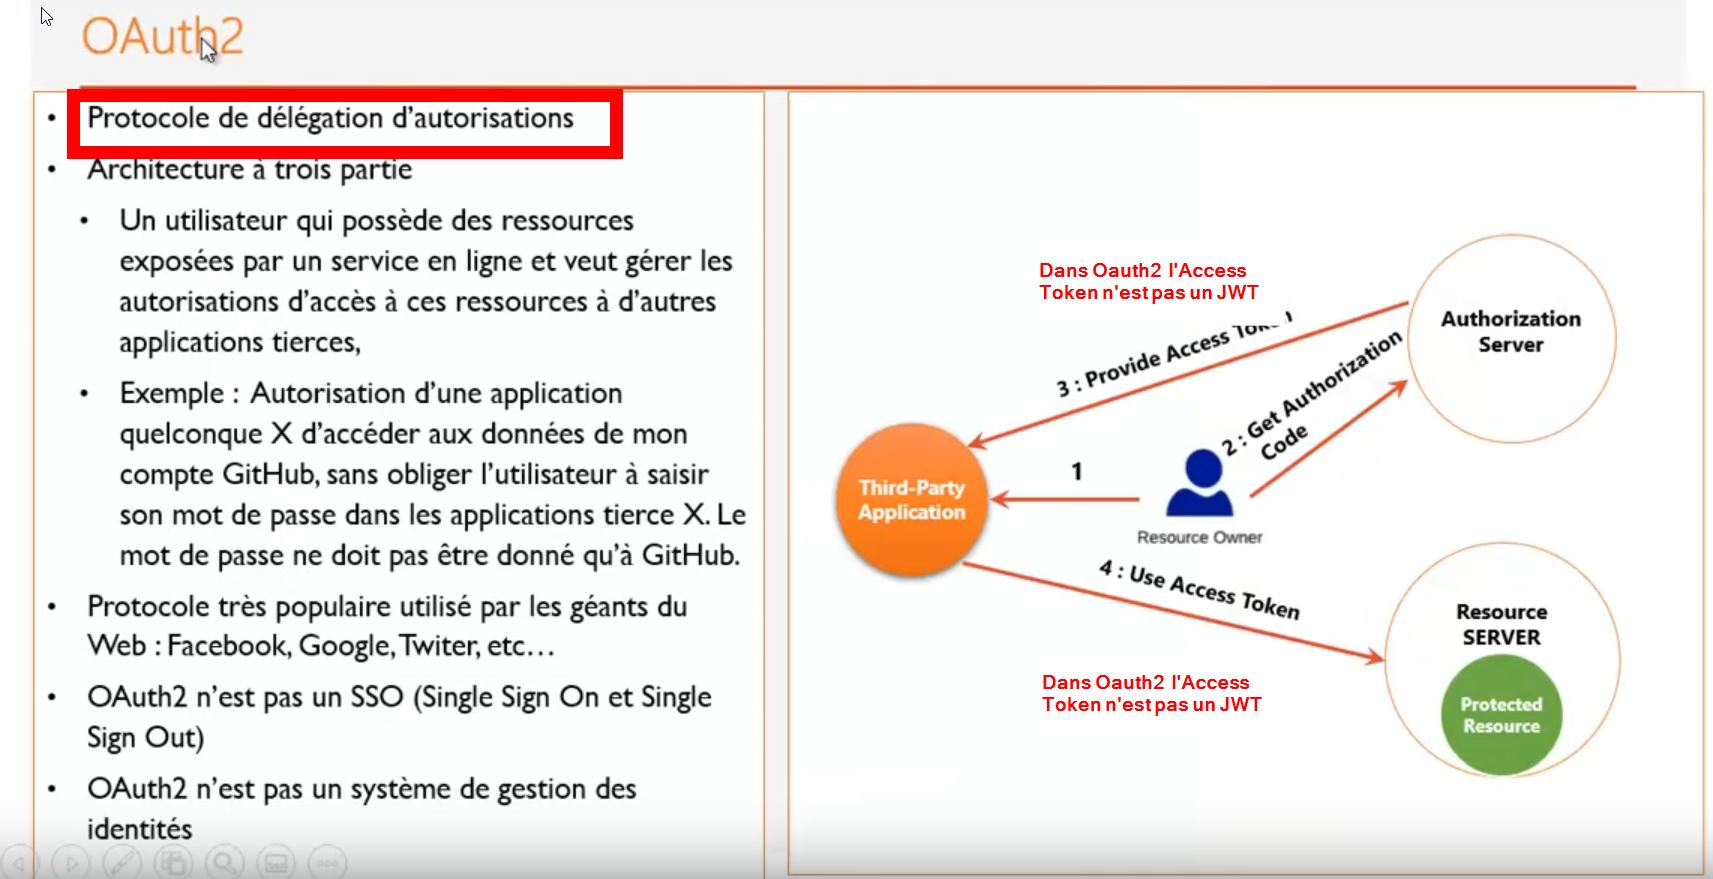 OAuth2
• Protocole de délégation d'autorisations
• Architecture à trois partie
• Un utilisateur qui possède des ressources
exposées par un service en ligne et veut gérer les
autorisations d'accès à ces ressources à d'autres
applications tierces,
• Exemple : Autorisation d'une application
quelconque X d'accéder aux données de mon
compte GitHub, sans obliger l'utilisateur à saisir
son mot de passe dans les applications tierce X. Le
mot de passe ne doit pas être donné qu'à GitHub.
• Protocole très populaire utilisé par les géants du
Web : Facebook, Google, Twiter, etc…
• OAuth2 n'est pas un SSO (Single Sign On et Single
Sign Out)
• OAuth2 n'est pas un système de gestion des
identités
Dans Oauth2 l'Access
Token n'est pas un JWT
3 : Provide Access Token
Authorization
Server
2 : Get Authorization
Code
1
Third-Party
Application
Resource Owner
4 : Use Access Token
Resource
SERVER
Protected
Resource
Dans Oauth2 l'Access
Token n'est pas un JWT